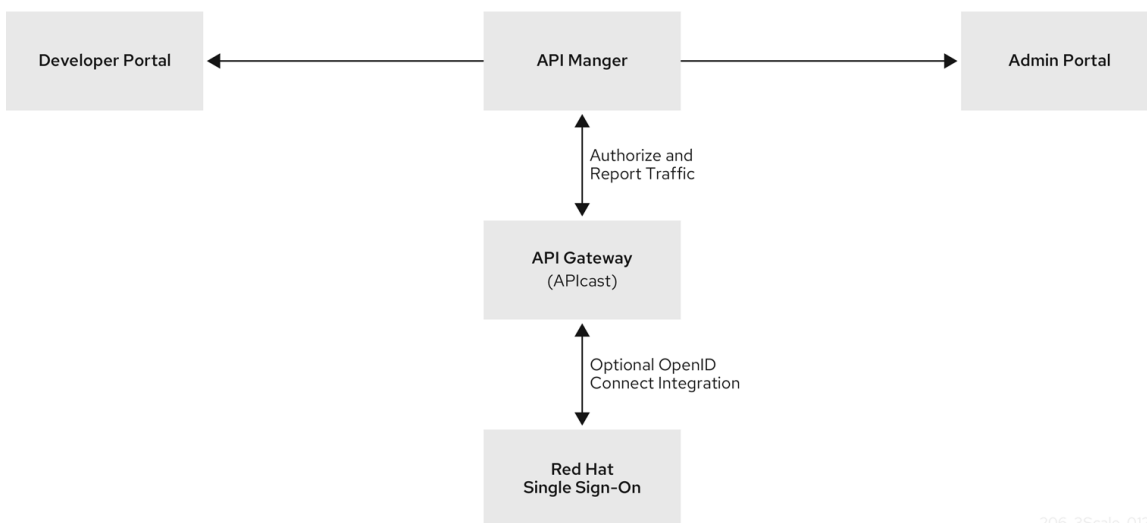 Developer Portal
API Manger
Admin Portal
Authorize and
Report Traffic
API Gateway
(APIcast)
Optional OpenID
Connect Integration
Red Hat
Single Sign-On